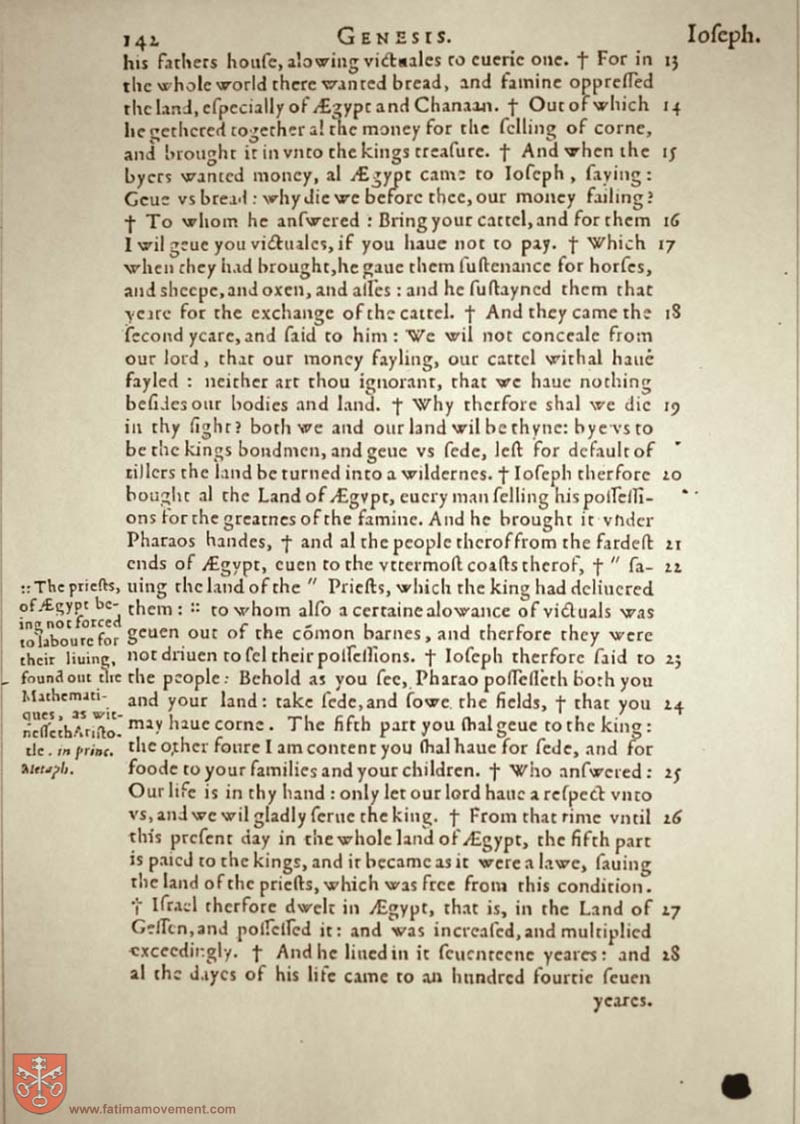 142 GENESIS. Ioſeph.
his fathers houſe, alowing victuales to euerie one. † For in 13
the whole world there wanted bread, and famine oppreſſed
the land, eſpecially of Ægypt and Chanaan. † Out of which 14
he gethered together al the money for the ſelling of corne,
and brought it in vnto the kings treaſure. † And when the 15
byers wanted money, al Ægypt came to Ioſeph, ſaying:
Geue vs bread: why die we before thee, our money failing?
† To whom he anſwered: Bring your cattel, and for them 16
I wil geue you victuales, if you haue not to pay. † Which 17
when they had brought, he gaue them ſuſtenance for horſes,
and sheepe, and oxen, and aſſes: and he ſuſtayned them that
yeare for the exchange of the cattel. † And they came the 18
ſecond yeare, and ſaid to him: We wil not conceale from
our lord, that our money fayling, our cattel withal haue
fayled: neither art thou ignorant, that we haue nothing
beſides our bodies and land. † Why therfore shal we die 19
in thy ſight? both we and our land wil be thyne: bye vs to
be the kings bondmen, and geue vs ſede, leſt for default of
tillers the land be turned into a wildernes. † Ioſeph therfore 20
bought al the Land of Ægypt, euery man ſelling his poſſeſſi-
ons for the greatnes of the famine. And he brought it vnder
Pharaos handes, † and al the people therof from the fardeſt 21
ends of Ægypt, euen to the vttermoſt coaſts therof, † " ſa- 22
uing the land of the " Prieſts, which the king had deliuered
them: :: to whom alſo a certaine alowance of victuals was
geuen out of the cõmon barnes, and therfore they were
not driuen to ſel their poſſeſſions. † Ioſeph therfore ſaid to 23
the people: Behold as you ſee, Pharao poſſeſſeth both you
and your land: take ſede, and ſowe the fields, † that you 24
may haue corne. The fifth part you ſhal geue to the king:
the other foure I am content you ſhal haue for ſede, and for
foode to your families and your children. † Who anſwered: 25
Our life is in thy hand: only let our lord haue a reſpect vnto
vs, and we wil gladly ſerue the king. † From that time vntil 26
this preſent day in the whole land of Ægypt, the fifth part
is paied to the kings, and it became as it were a lawe, ſauing
the land of the prieſts, which was free from this condition.
† Iſrael therfore dwelt in Ægypt, that is, in the Land of 27
Geſſen, and poſſeſſed it: and was increaſed, and multiplied
exceedingly. † And he liued in it ſeuenteene yeares: and 28
al the dayes of his life came to an hundred fourtie ſeuen
yeares.
:: The prieſts,
of Ægypt be-
ing not forced
to laboure for
their liuing,
found out the
Mathemati-
ques, as wit-
neſſeth Ariſto-
tle. in princ.
Metaph.
www.fatimamovement.com